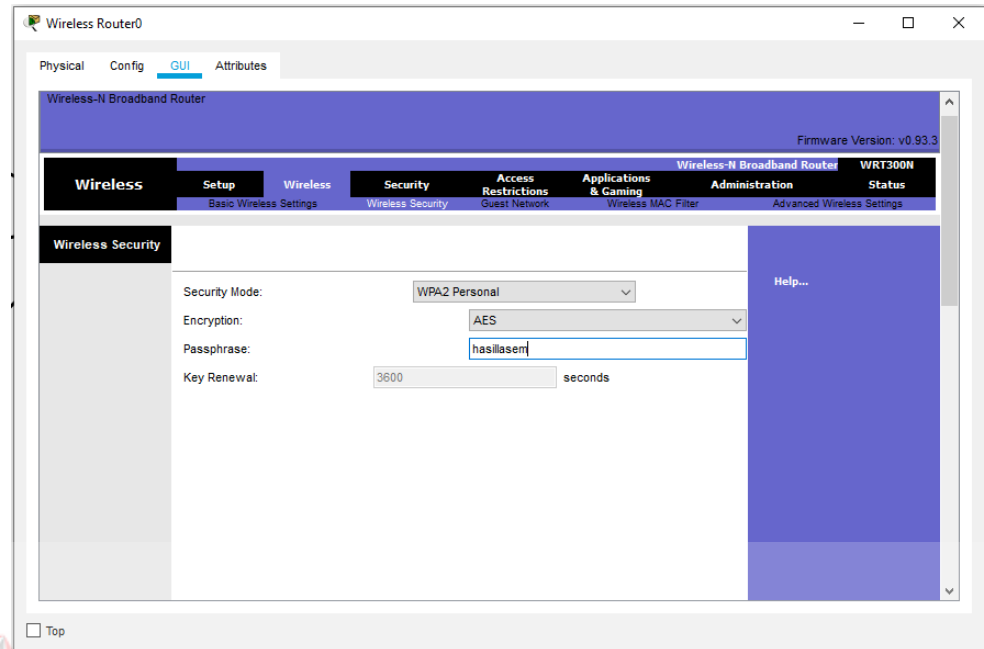 Wireless Router0
Physical Config GUI Attributes
Wireless-N Broadband Router
Firmware Version: v0.93.3
Wireless-N Broadband Router WRT300N
Wireless Setup Wireless Security Access Restrictions Applications & Gaming Administration Status
Basic Wireless Settings Wireless Security Guest Network Wireless MAC Filter Advanced Wireless Settings
Wireless Security
Help...
Security Mode: WPA2 Personal
Encryption: AES
Passphrase: hasillasem
Key Renewal: 3600 seconds
Top